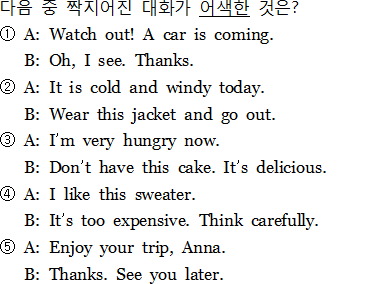 다음 중 짝지어진 대화가 어색한 것은?
① A: Watch out! A car is coming.
B: Oh, I see. Thanks.
② A: It is cold and windy today.
B: Wear this jacket and go out.
③ A: I'm very hungry now.
B: Don't have this cake. It's delicious.
④ A: I like this sweater.
B: It's too expensive. Think carefully.
⑤ A: Enjoy your trip, Anna.
B: Thanks. See you later.